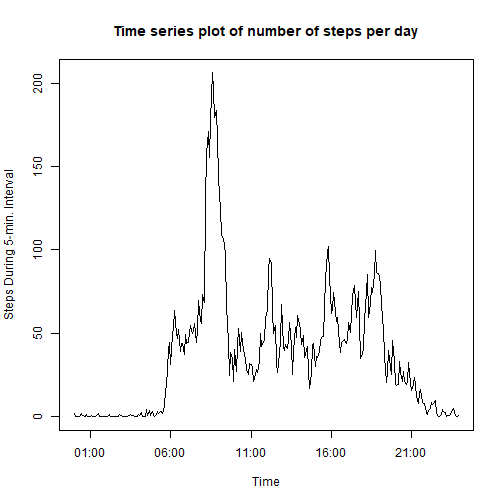 Time series plot of number of steps per day
Steps During 5-min. Interval
200
150
100
50
0
01:00 06:00 11:00 16:00 21:00
Time